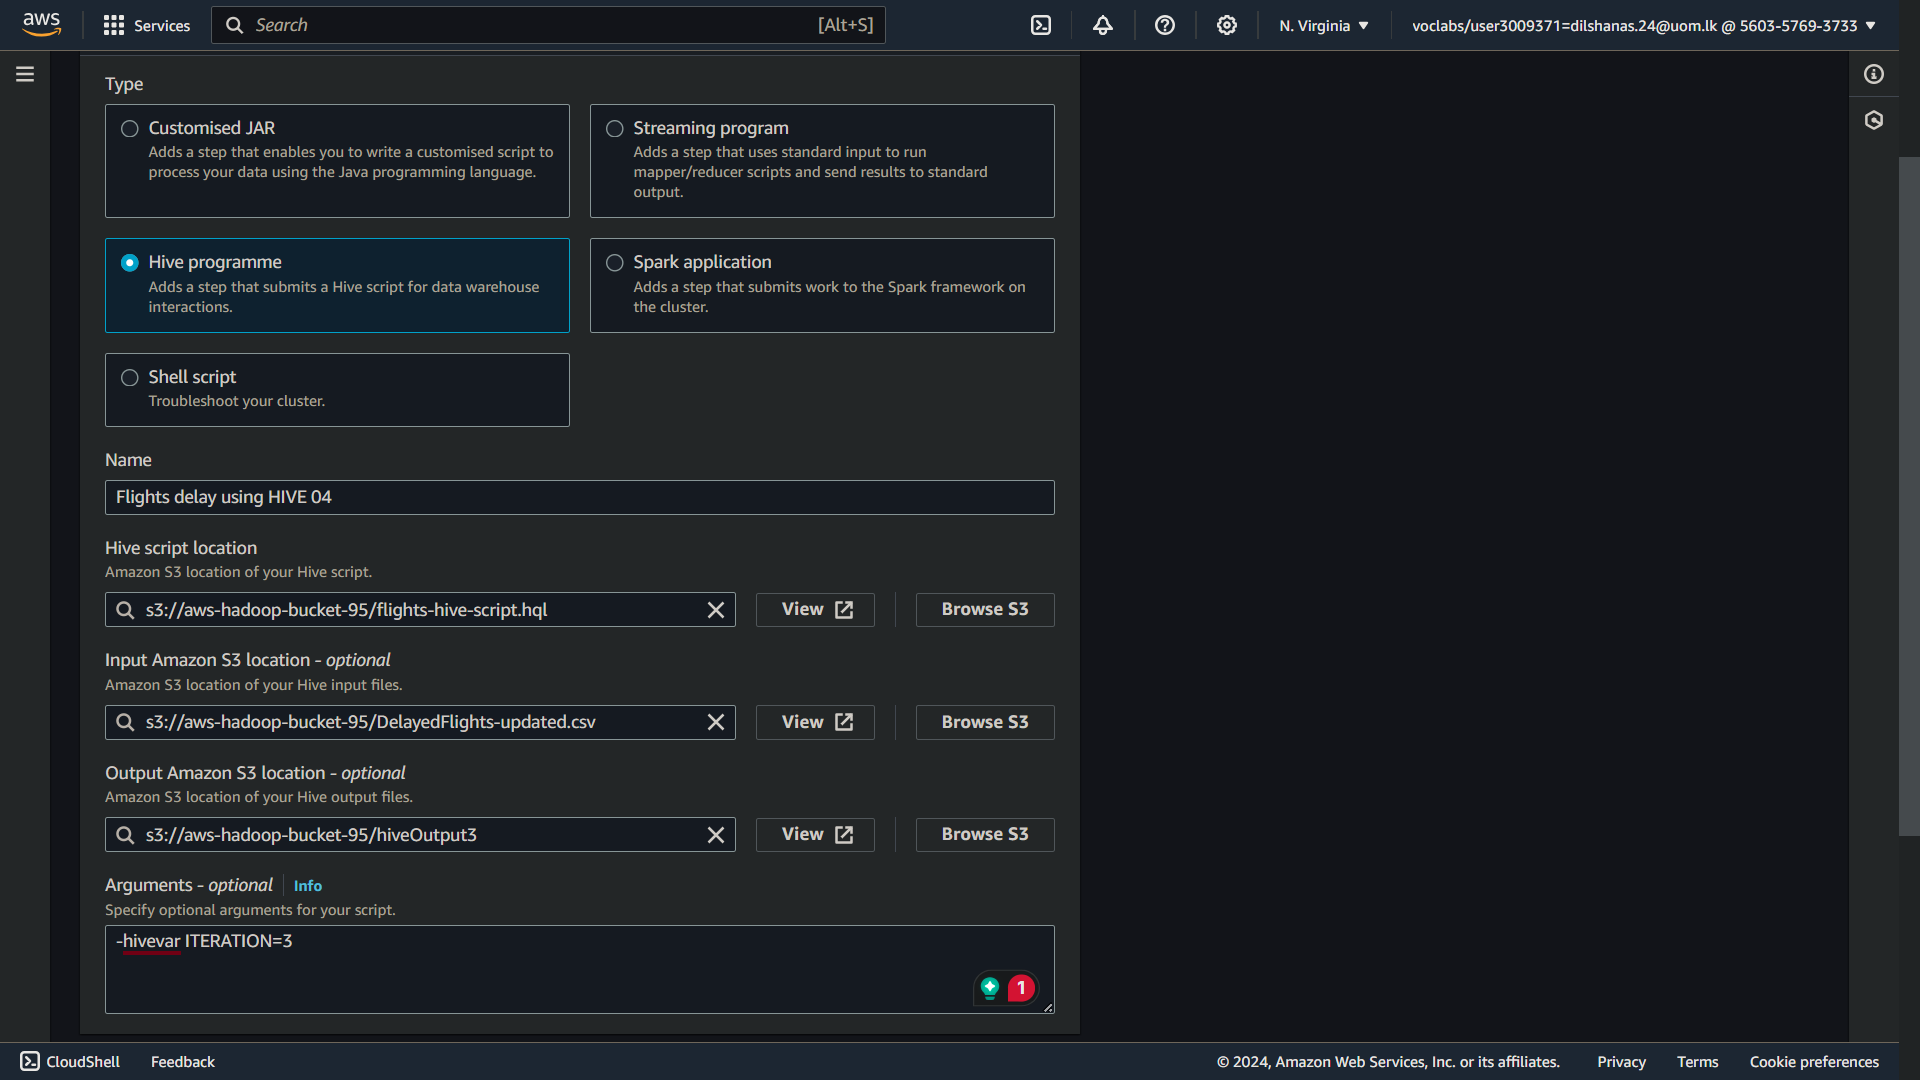 aws
Services
Search
[Alt+S]
N. Virginia
voclabs/user3009371=dilshanas.24@uom.lk @ 5603-5769-3733
Type
Customised JAR
Adds a step that enables you to write a customised script to
process your data using the Java programming language.
Streaming program
Adds a step that uses standard input to run
mapper/reducer scripts and send results to standard
output.
Hive programme
Adds a step that submits a Hive script for data warehouse
interactions.
Spark application
Adds a step that submits work to the Spark framework on
the cluster.
Shell script
Troubleshoot your cluster.
Name
Flights delay using HIVE 04
Hive script location
Amazon S3 location of your Hive script.
s3://aws-hadoop-bucket-95/flights-hive-script.hql
View
Browse S3
Input Amazon S3 location - optional
Amazon S3 location of your Hive input files.
s3://aws-hadoop-bucket-95/DelayedFlights-updated.csv
View
Browse S3
Output Amazon S3 location - optional
Amazon S3 location of your Hive output files.
s3://aws-hadoop-bucket-95/hiveOutput3
View
Browse S3
Arguments - optional
Info
Specify optional arguments for your script.
-hivevar ITERATION=3
1
CloudShell
Feedback
© 2024, Amazon Web Services, Inc. or its affiliates.
Privacy
Terms
Cookie preferences